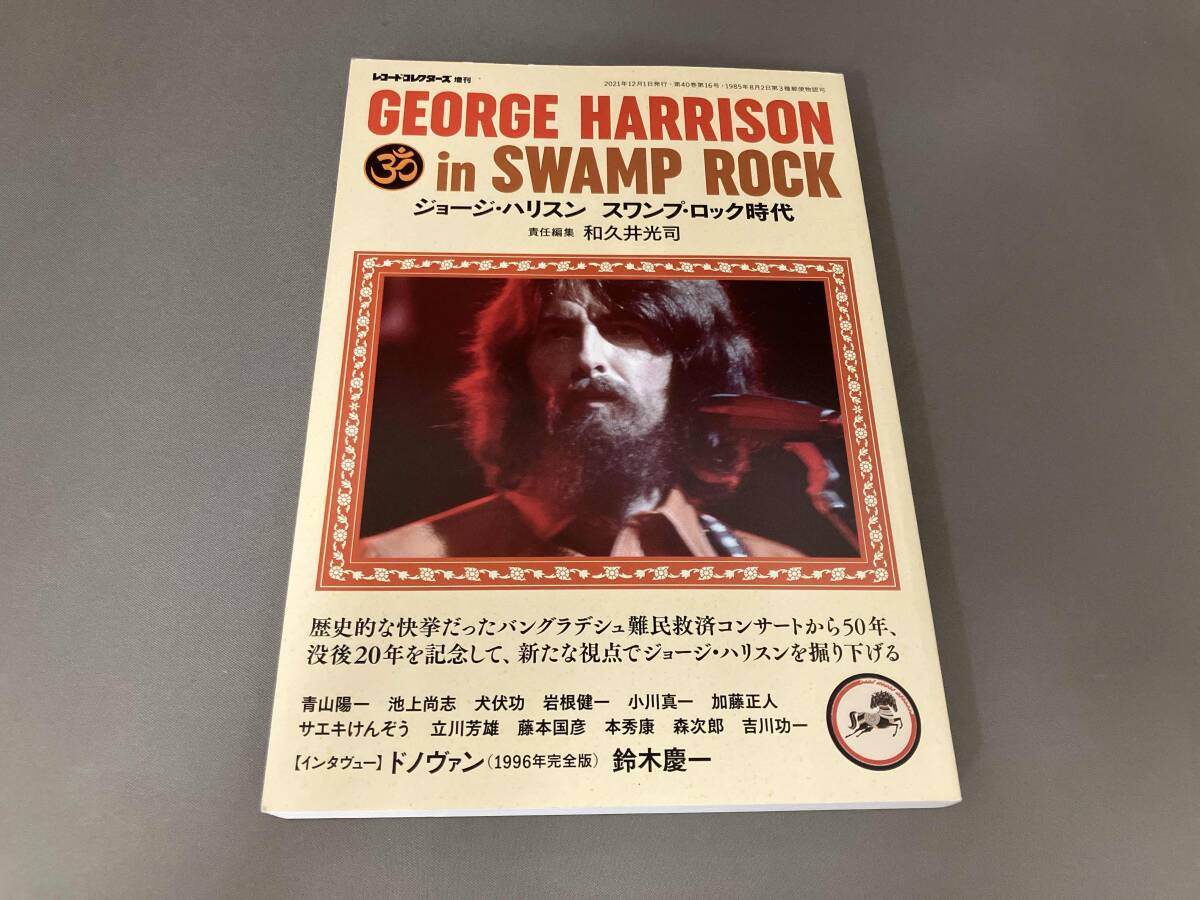 レコード・コレクターズ 増刊
2021年12月1日発行・第40巻第16号・1985年8月2日第3種郵便物認可
GEORGE HARRISON
ॐ in SWAMP ROCK
ジョージ・ハリスン スワンプ・ロック時代
責任編集 和久井光司
歴史的な快挙だったバングラデシュ難民救済コンサートから50年、
没後20年を記念して、新たな視点でジョージ・ハリスンを掘り下げる
青山陽一 池上尚志 犬伏功 岩根健一 小川真一 加藤正人
サエキけんぞう 立川芳雄 藤本国彦 本秀康 森次郎 吉川功一
【インタヴュー】ドノヴァン(1996年完全版) 鈴木慶一